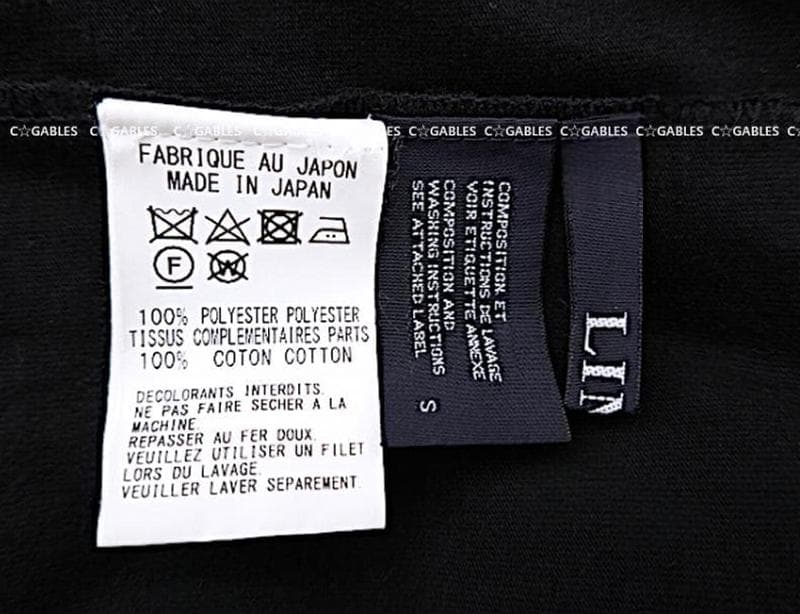 C☆GABLES C☆GABLES C☆GABLES C☆GABLES C☆GABLES C☆GABLES C☆GABLES C☆GABLES C☆GABLES
FABRIQUE AU JAPON
MADE IN JAPAN
F W
100% POLYESTER POLYESTER
TISSUS COMPLEMENTAIRES PARTS
100% COTON COTTON
DECOLORANTS INTERDITS.
NE PAS FAIRE SECHER A LA
MACHINE.
REPASSER AU FER DOUX.
VEUILLEZ UTILISER UN FILET
LORS DU LAVAGE.
VEUILLER LAVER SEPAREMENT.
COMPOSITION ET
INSTRUCTIONS DE LAVAGE
VOIR ETIQUETTE ANNEXE
COMPOSITION AND
WASHING INSTRUCTIONS
SEE ATTACHED LABEL
S